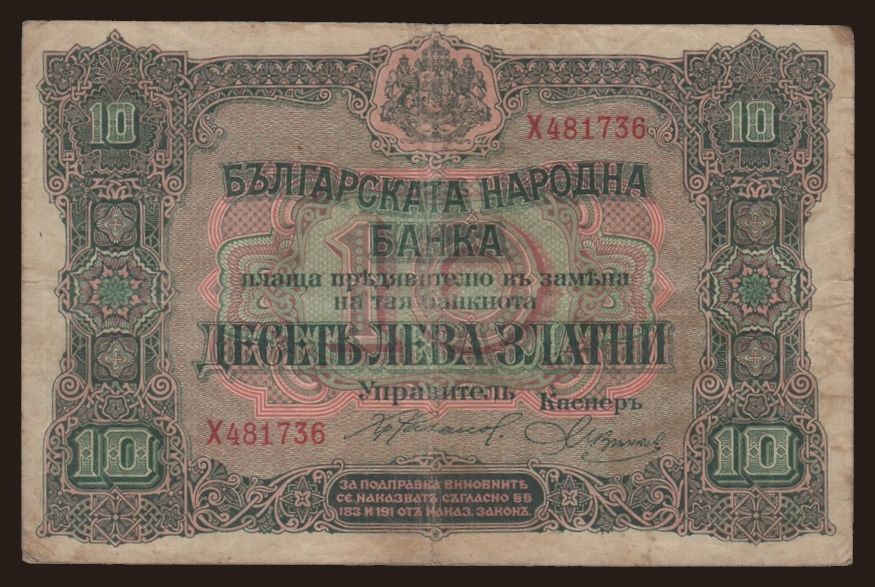 10 10
Х481736
БЪЛГАРСКАТА НАРОДНА
БАНКА
10
плаща прѣдявителю въ замѣна
на тая банкнота
ДЕСЕТЬ ЛЕВА ЗЛАТНИ
Управитель Касиеръ
Х481736
10 10
ЗА ПОДПРАВКА ВИНОВНИТѢ
СЕ НАКАЗВАТЪ СЪГЛАСНО §§
183 И 191 ОТЪ НАКАЗ. ЗАКОНЪ.